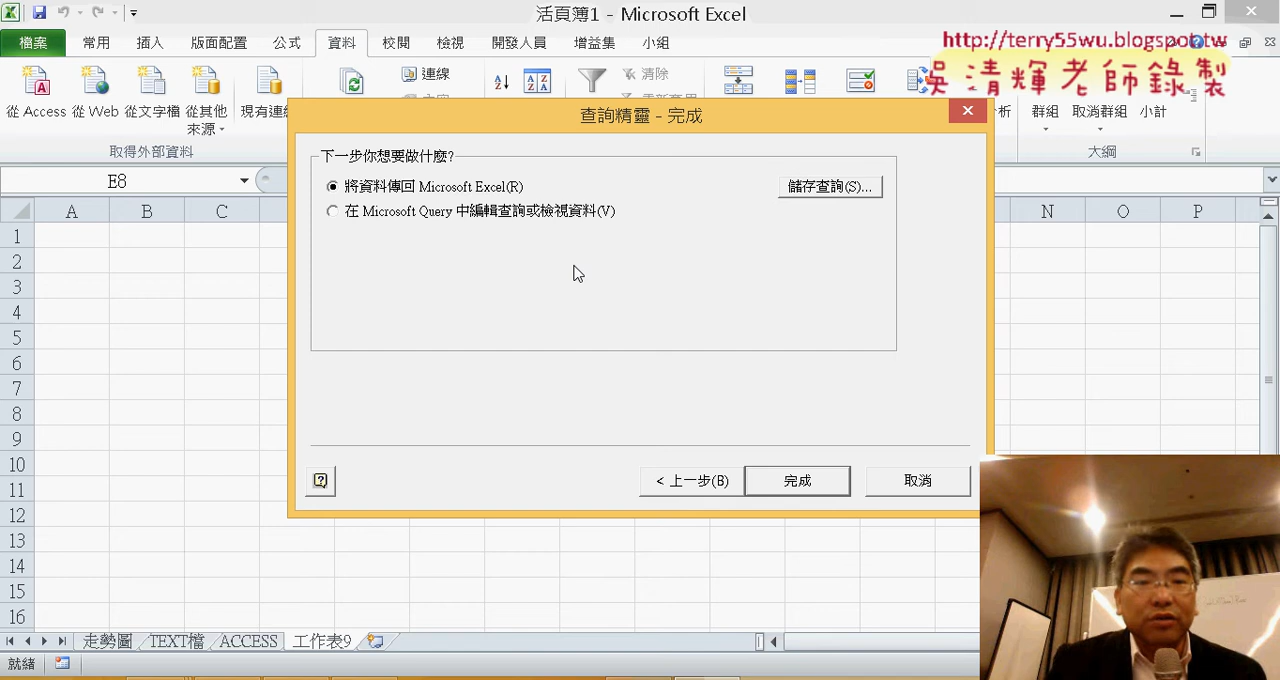 活頁簿1 - Microsoft Excel
檔案 常用 插入 版面配置 公式 資料 校閱 檢視 開發人員 增益集 小組
http://terry55wu.blogspot.tw
吳清輝老師錄製
連線 清除
從 Access 從 Web 從文字檔 從其他來源 現有連
群組 取消群組 小計
取得外部資料 大綱
查詢精靈 - 完成
下一步你想要做什麼?
將資料傳回 Microsoft Excel(R)
儲存查詢(S)...
在 Microsoft Query 中編輯查詢或檢視資料(V)
< 上一步(B) 完成 取消
E8
A B C N O P
1
2
3
4
5
6
7
8
9
10
11
12
13
14
15
16
走勢圖 TEXT檔 ACCESS 工作表9
就緒